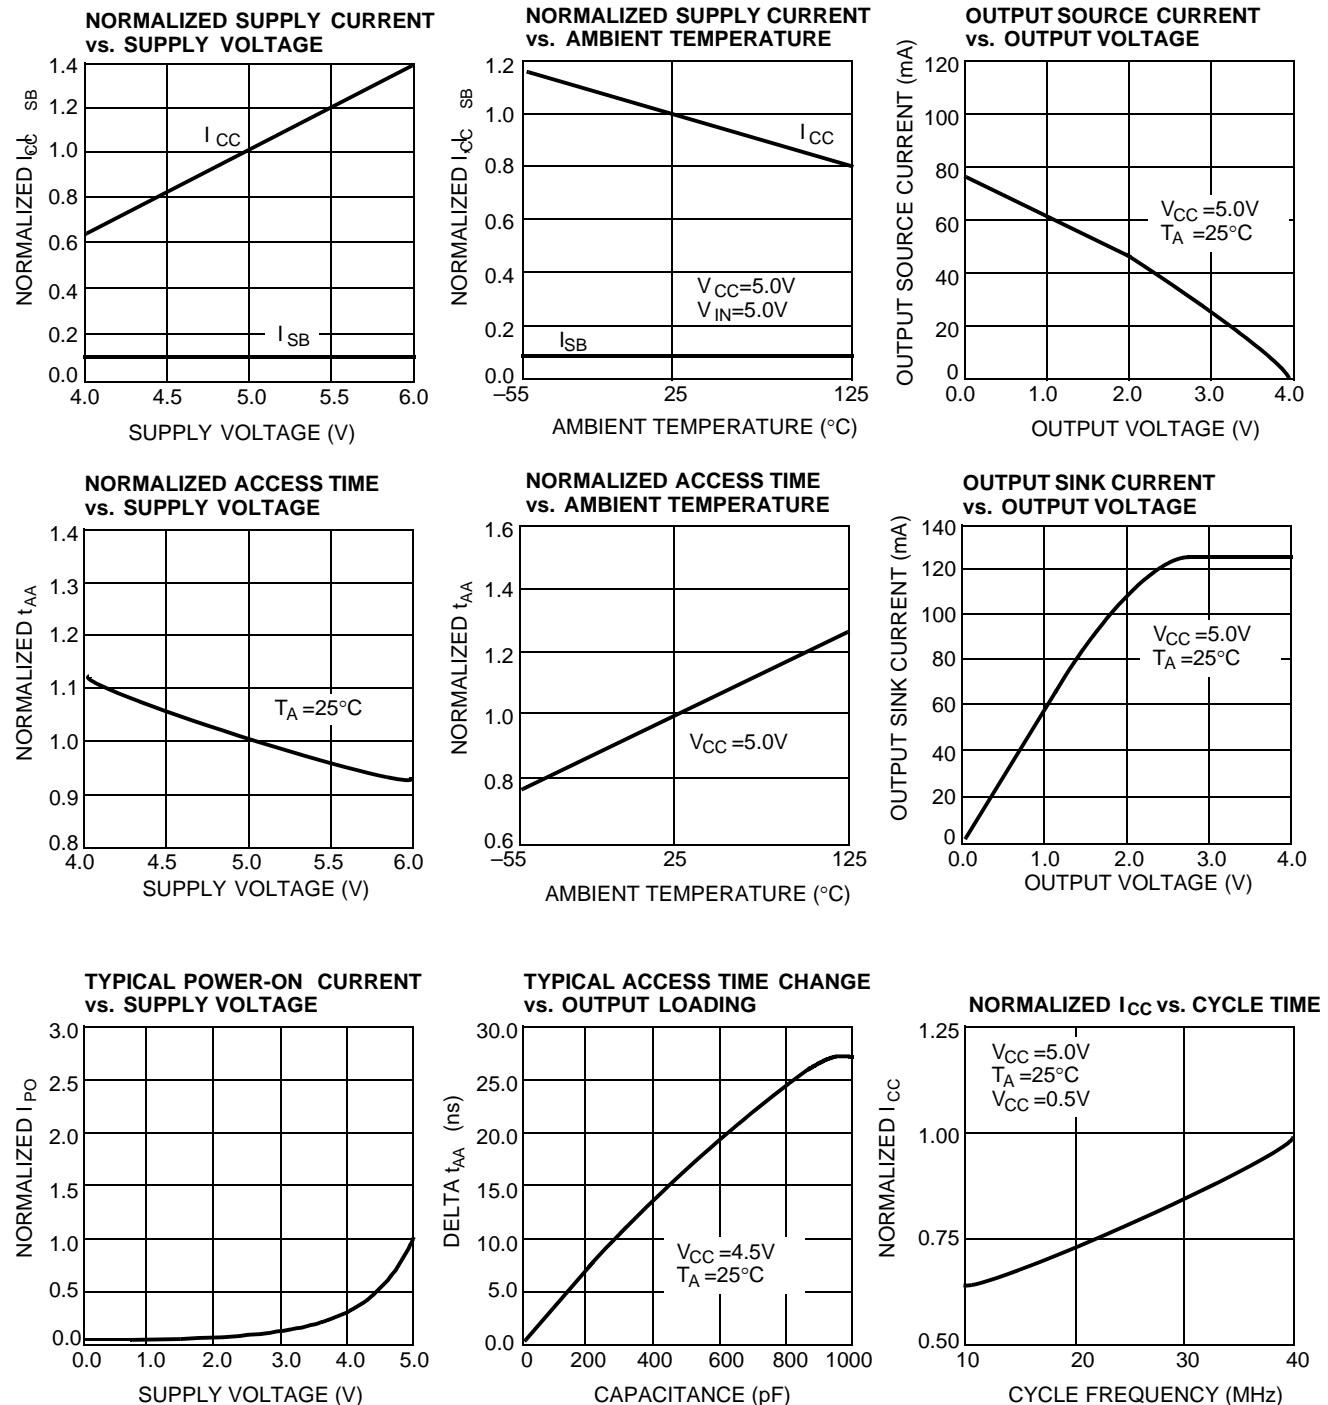 NORMALIZED SUPPLY CURRENT
vs. SUPPLY VOLTAGE
NORMALIZED I CC I SB
1.4
1.2
1.0
0.8
0.6
0.4
0.2
0.0
I CC
I SB
4.0 4.5 5.0 5.5 6.0
SUPPLY VOLTAGE (V)
NORMALIZED SUPPLY CURRENT
vs. AMBIENT TEMPERATURE
NORMALIZED I CC I SB
1.2
1.0
0.8
0.6
0.4
0.2
0.0
I CC
V CC=5.0V
V IN=5.0V
ISB
–55 25 125
AMBIENT TEMPERATURE (°C)
OUTPUT SOURCE CURRENT
vs. OUTPUT VOLTAGE
OUTPUT SOURCE CURRENT (mA)
120
100
80
60
40
20
0
VCC =5.0V
TA =25°C
0.0 1.0 2.0 3.0 4.0
OUTPUT VOLTAGE (V)
NORMALIZED ACCESS TIME
vs. SUPPLY VOLTAGE
NORMALIZED tAA
1.4
1.3
1.2
1.1
1.0
0.9
0.8
TA =25°C
4.0 4.5 5.0 5.5 6.0
SUPPLY VOLTAGE (V)
NORMALIZED ACCESS TIME
vs. AMBIENT TEMPERATURE
NORMALIZED tAA
1.6
1.4
1.2
1.0
0.8
0.6
VCC =5.0V
–55 25 125
AMBIENT TEMPERATURE (°C)
OUTPUT SINK CURRENT
vs. OUTPUT VOLTAGE
OUTPUT SINK CURRENT (mA)
140
120
100
80
60
40
20
0
VCC =5.0V
TA =25°C
0.0 1.0 2.0 3.0 4.0
OUTPUT VOLTAGE (V)
TYPICAL POWER-ON CURRENT
vs. SUPPLY VOLTAGE
NORMALIZED IPO
3.0
2.5
2.0
1.5
1.0
0.5
0.0
0.0 1.0 2.0 3.0 4.0 5.0
SUPPLY VOLTAGE (V)
TYPICAL ACCESS TIME CHANGE
vs. OUTPUT LOADING
DELTA tAA (ns)
30.0
25.0
20.0
15.0
10.0
5.0
0.0
VCC =4.5V
TA =25°C
0 200 400 600 800 1000
CAPACITANCE (pF)
NORMALIZED ICC vs. CYCLE TIME
NORMALIZED ICC
1.25
1.00
0.75
0.50
VCC =5.0V
TA =25°C
VCC =0.5V
10 20 30 40
CYCLE FREQUENCY (MHz)